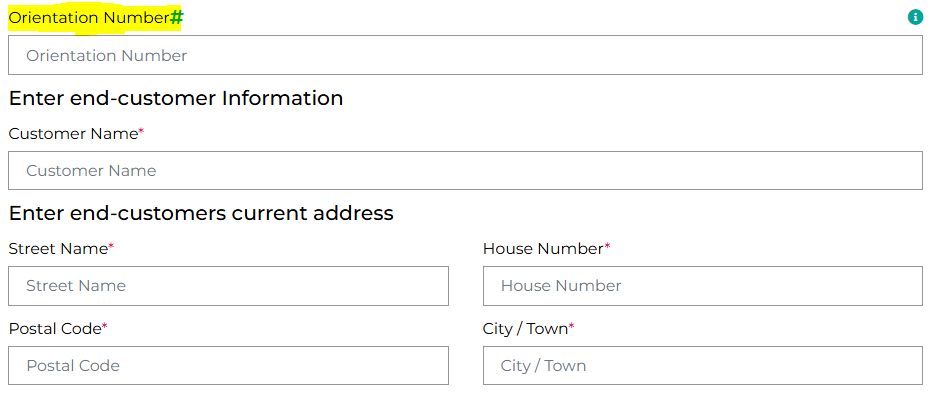 Orientation Number#
Orientation Number
Enter end-customer Information
Customer Name*
Customer Name
Enter end-customers current address
Street Name* House Number*
Street Name House Number
Postal Code* City / Town*
Postal Code City / Town